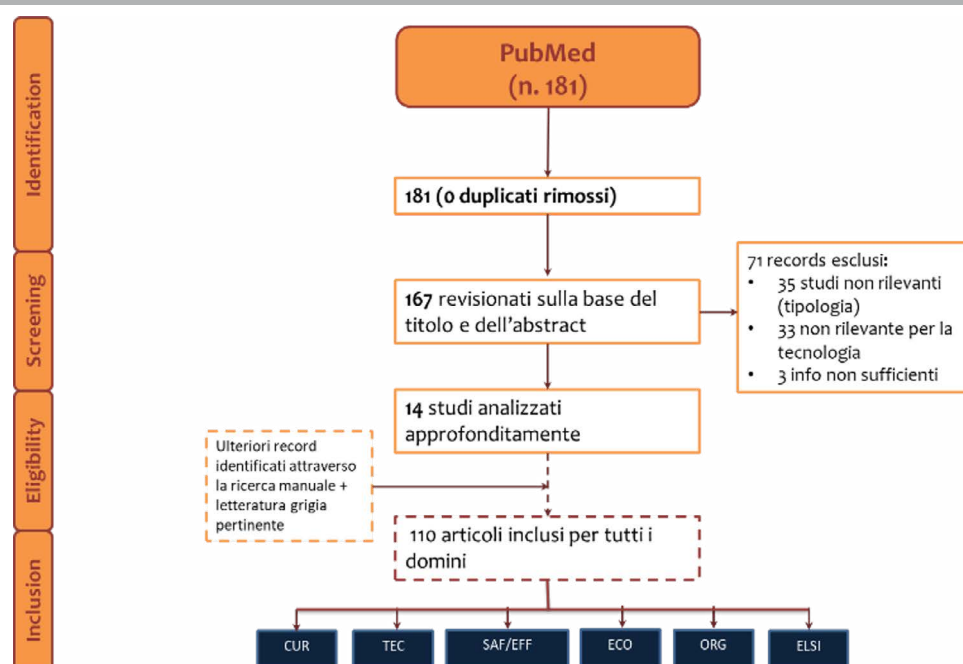 Identification
PubMed
(n. 181)
181 (0 duplicati rimossi)
Screening
167 revisionati sulla base del
titolo e dell'abstract
71 records esclusi:
• 35 studi non rilevanti
(tipologia)
• 33 non rilevante per la
tecnologia
• 3 info non sufficienti
Eligibility
14 studi analizzati
approfonditamente
Ulteriori record
identificati attraverso
la ricerca manuale +
letteratura grigia
pertinente
Inclusion
110 articoli inclusi per tutti i
domini
CUR
TEC
SAF/EFF
ECO
ORG
ELSI